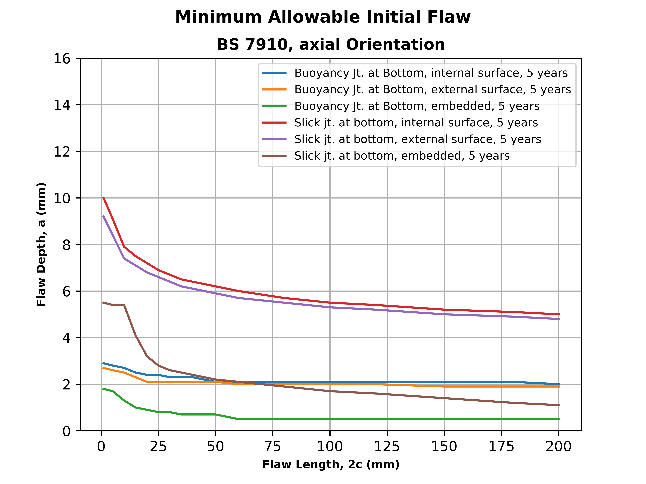 Minimum Allowable Initial Flaw
BS 7910, axial Orientation
16
14
12
10
8
6
4
2
0
Flaw Depth, a (mm)
Buoyancy Jt. at Bottom, internal surface, 5 years
Buoyancy Jt. at Bottom, external surface, 5 years
Buoyancy Jt. at Bottom, embedded, 5 years
Slick jt. at bottom, internal surface, 5 years
Slick jt. at bottom, external surface, 5 years
Slick jt. at bottom, embedded, 5 years
0 25 50 75 100 125 150 175 200
Flaw Length, 2c (mm)